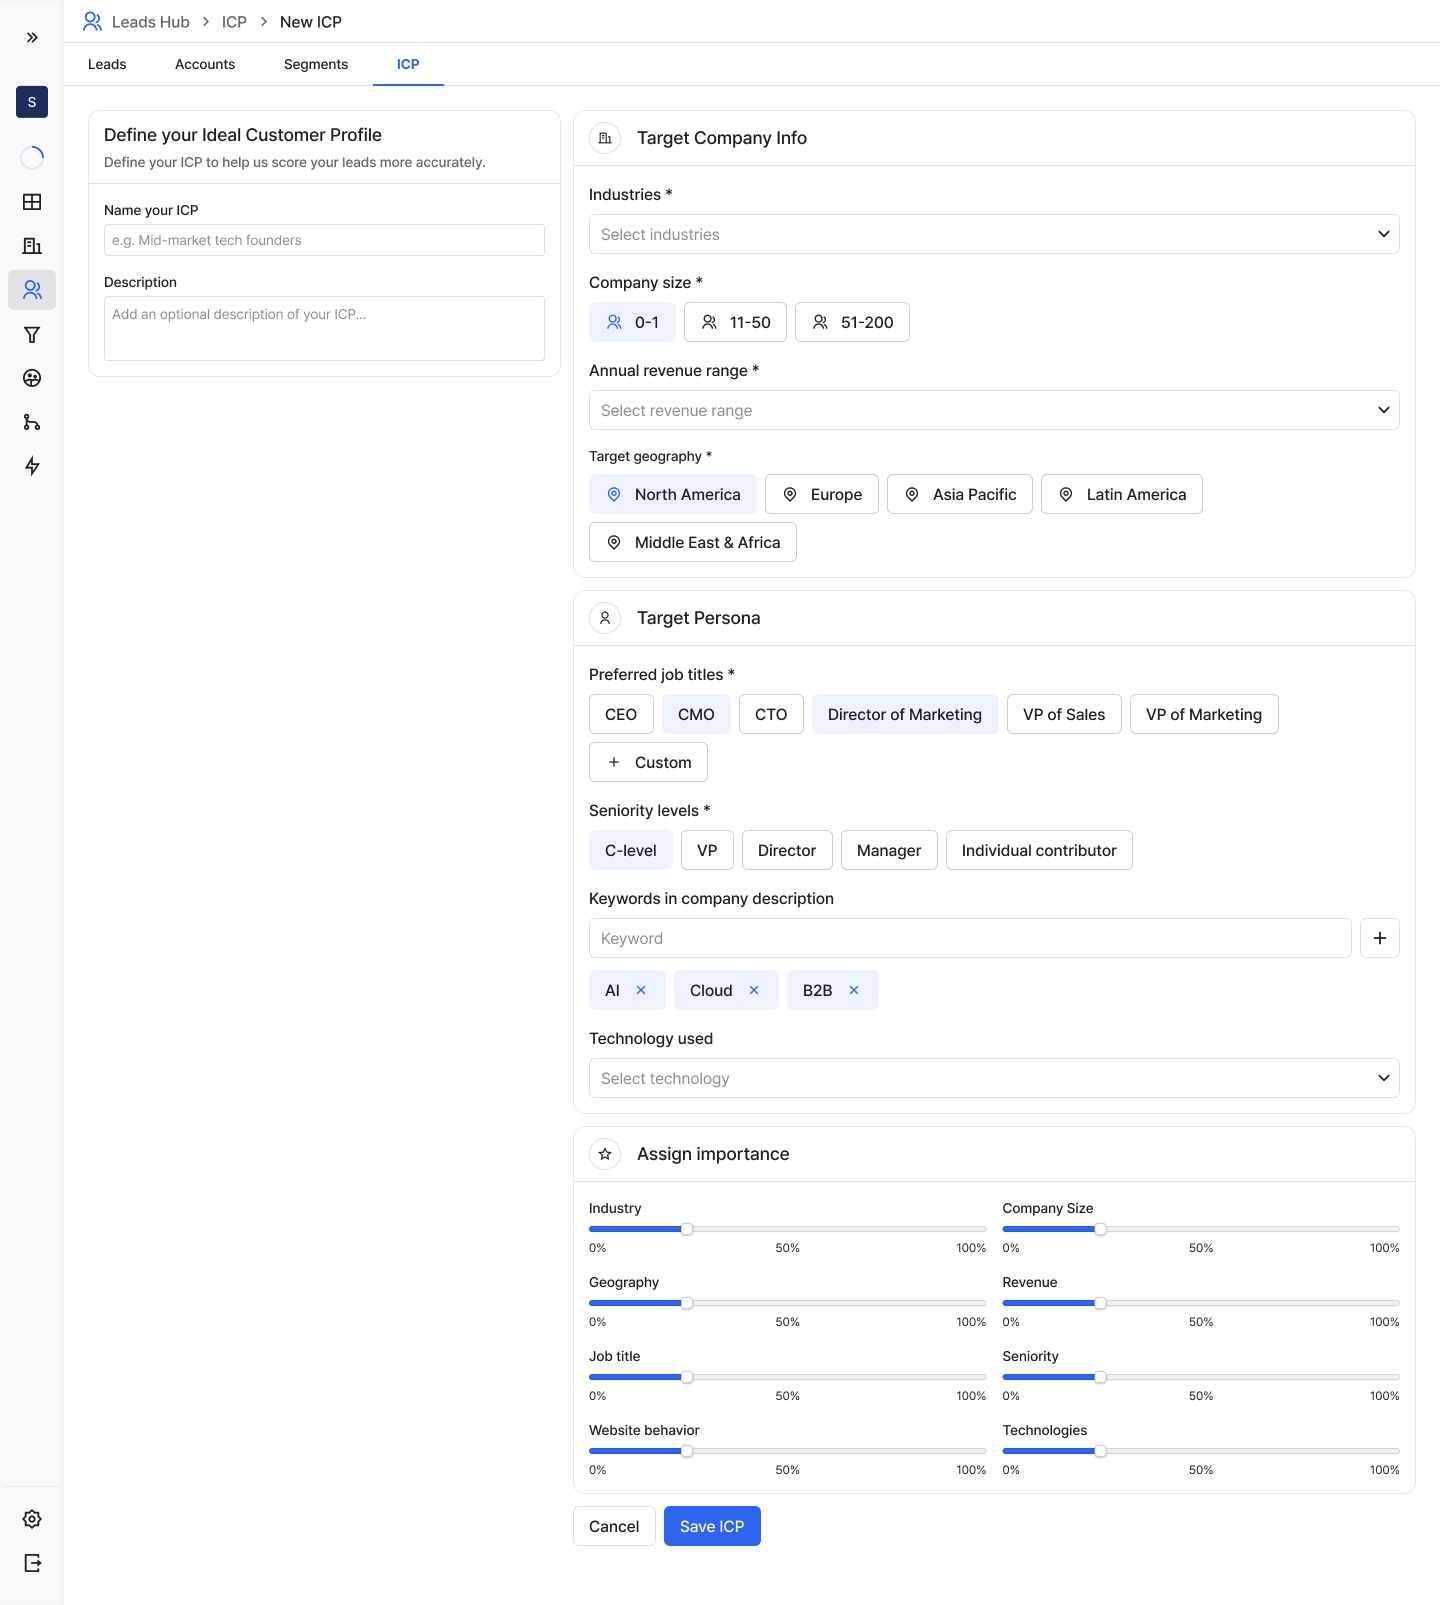 Leads Hub > ICP > New ICP
Leads Accounts Segments ICP
S
Define your Ideal Customer Profile
Define your ICP to help us score your leads more accurately.
Name your ICP
e.g. Mid-market tech founders
Description
Add an optional description of your ICP...
Target Company Info
Industries *
Select industries
Company size *
0-1 11-50 51-200
Annual revenue range *
Select revenue range
Target geography *
North America Europe Asia Pacific Latin America
Middle East & Africa
Target Persona
Preferred job titles *
CEO CMO CTO Director of Marketing VP of Sales VP of Marketing
+ Custom
Seniority levels *
C-level VP Director Manager Individual contributor
Keywords in company description
Keyword
AI Cloud B2B
Technology used
Select technology
Assign importance
Industry Company Size
0% 50% 100% 0% 50% 100%
Geography Revenue
0% 50% 100% 0% 50% 100%
Job title Seniority
0% 50% 100% 0% 50% 100%
Website behavior Technologies
0% 50% 100% 0% 50% 100%
Cancel Save ICP